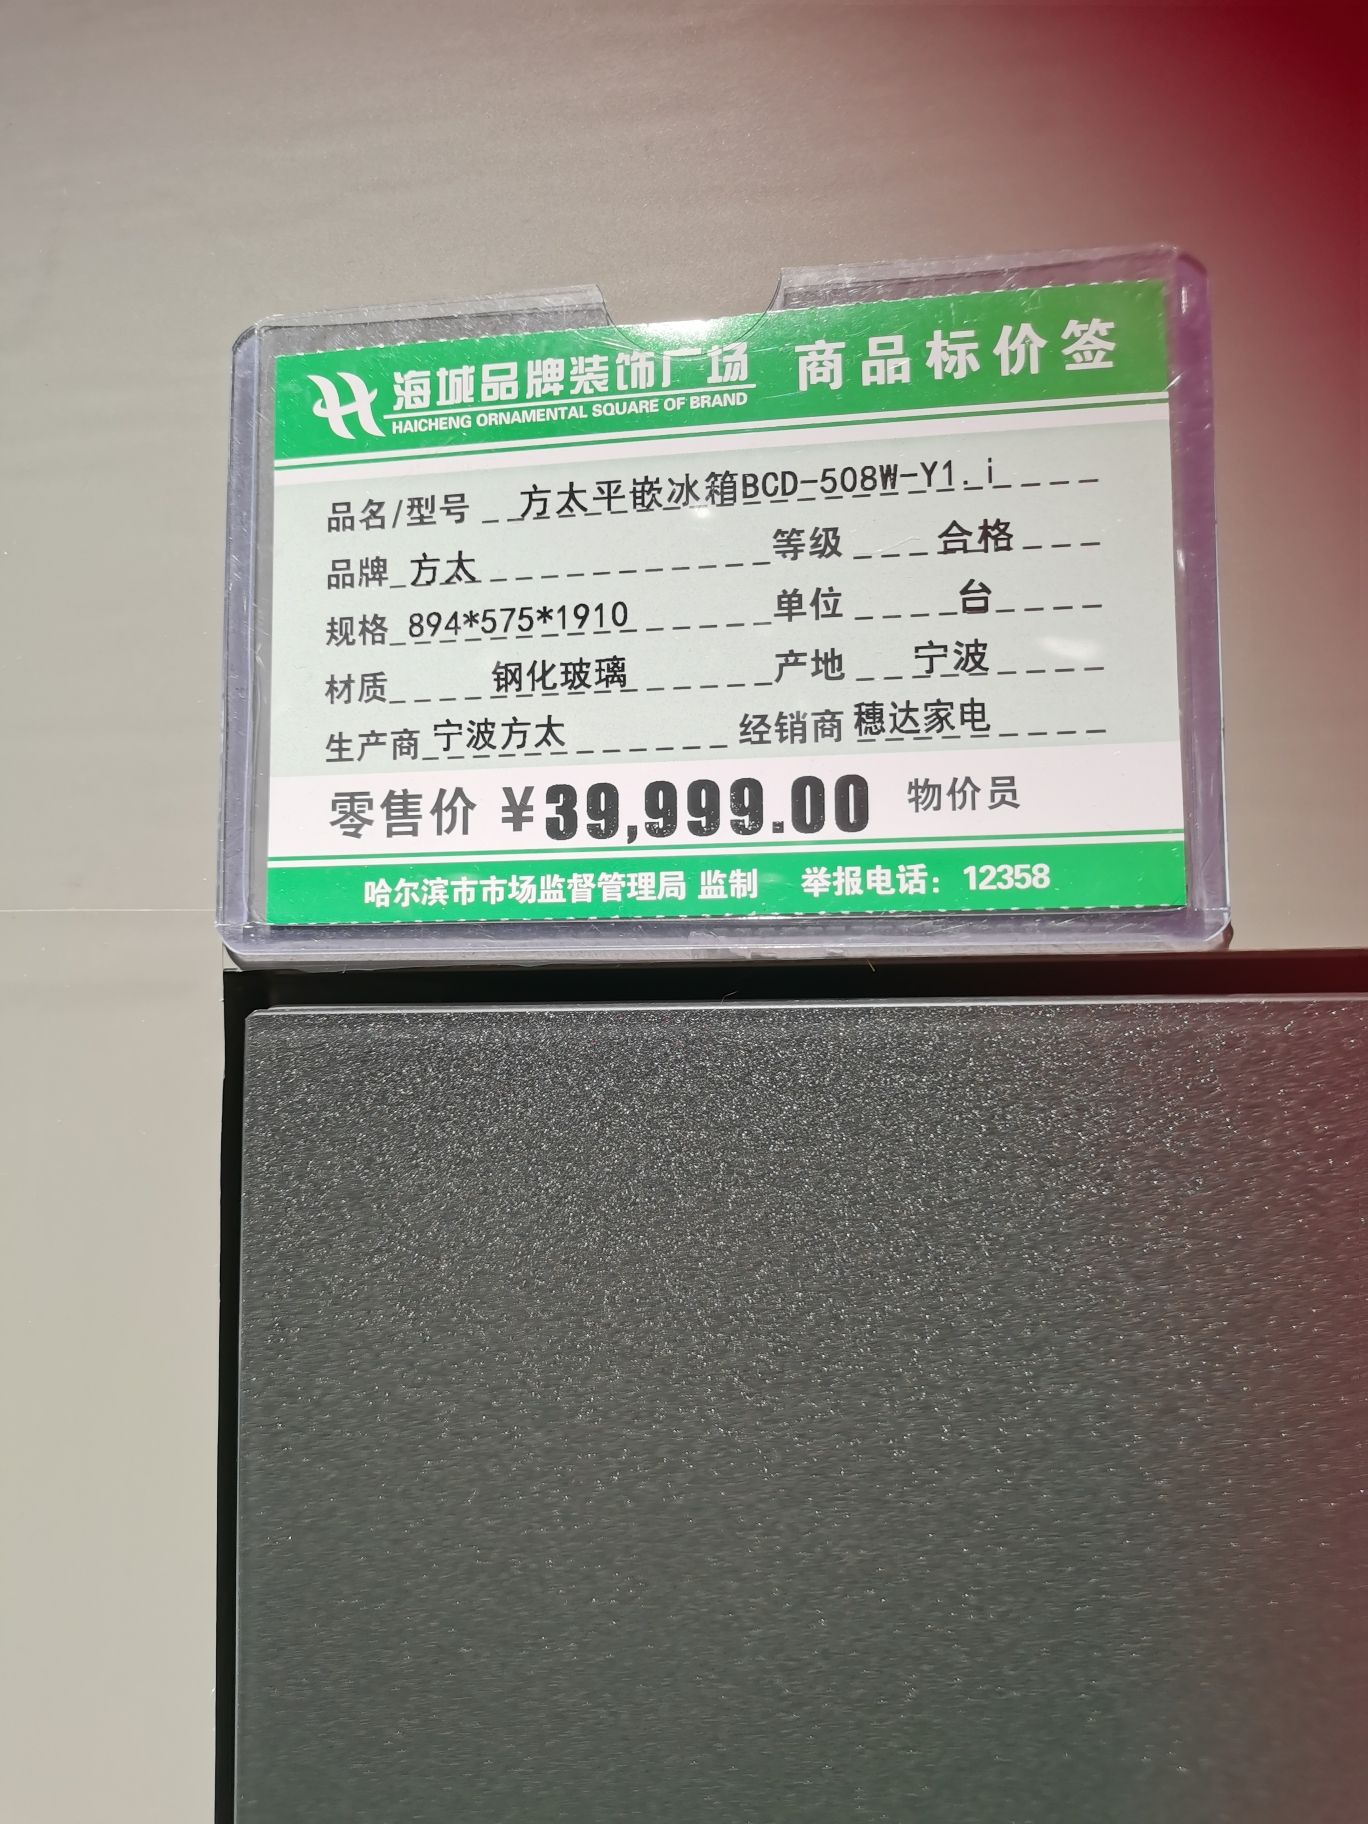 海城品牌装饰广场 商品标价签
HAICHENG ORNAMENTAL SQUARE OF BRAND
品名/型号 方太平嵌冰箱BCD-508W-Y1.i
品牌 方太 等级 合格
规格 894*575*1910 单位 台
材质 钢化玻璃 产地 宁波
生产商 宁波方太 经销商 穗达家电
零售价 ¥39,999.00 物价员
哈尔滨市市场监督管理局 监制 举报电话：12358